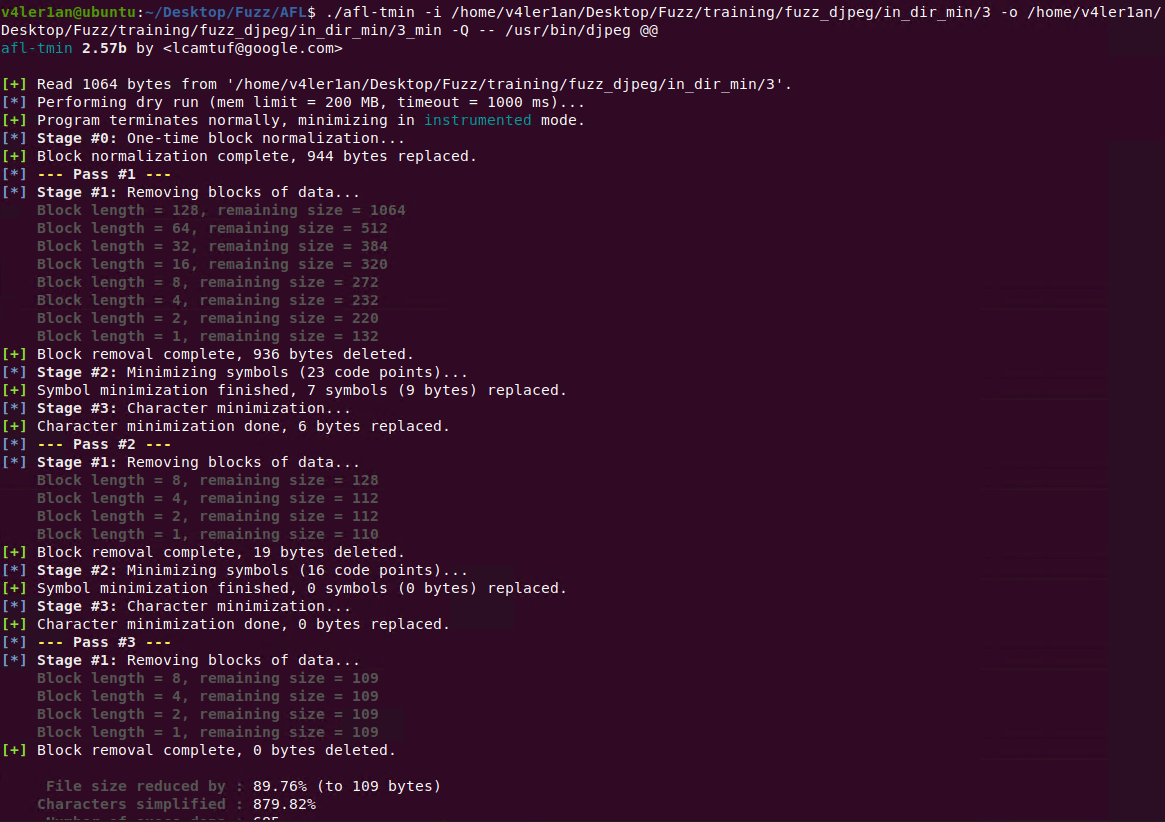 v4ler1an@ubuntu:~/Desktop/Fuzz/AFL$ ./afl-tmin -i /home/v4ler1an/Desktop/Fuzz/training/fuzz_djpeg/in_dir_min/3 -o /home/v4ler1an/
Desktop/Fuzz/training/fuzz_djpeg/in_dir_min/3_min -Q -- /usr/bin/djpeg @@
afl-tmin 2.57b by <lcamtuf@google.com>
[+] Read 1064 bytes from '/home/v4ler1an/Desktop/Fuzz/training/fuzz_djpeg/in_dir_min/3'.
[*] Performing dry run (mem limit = 200 MB, timeout = 1000 ms)...
[+] Program terminates normally, minimizing in instrumented mode.
[*] Stage #0: One-time block normalization...
[+] Block normalization complete, 944 bytes replaced.
[*] --- Pass #1 ---
[*] Stage #1: Removing blocks of data...
Block length = 128, remaining size = 1064
Block length = 64, remaining size = 512
Block length = 32, remaining size = 384
Block length = 16, remaining size = 320
Block length = 8, remaining size = 272
Block length = 4, remaining size = 232
Block length = 2, remaining size = 220
Block length = 1, remaining size = 132
[+] Block removal complete, 936 bytes deleted.
[*] Stage #2: Minimizing symbols (23 code points)...
[+] Symbol minimization finished, 7 symbols (9 bytes) replaced.
[*] Stage #3: Character minimization...
[+] Character minimization done, 6 bytes replaced.
[*] --- Pass #2 ---
[*] Stage #1: Removing blocks of data...
Block length = 8, remaining size = 128
Block length = 4, remaining size = 112
Block length = 2, remaining size = 112
Block length = 1, remaining size = 110
[+] Block removal complete, 19 bytes deleted.
[*] Stage #2: Minimizing symbols (16 code points)...
[+] Symbol minimization finished, 0 symbols (0 bytes) replaced.
[*] Stage #3: Character minimization...
[+] Character minimization done, 0 bytes replaced.
[*] --- Pass #3 ---
[*] Stage #1: Removing blocks of data...
Block length = 8, remaining size = 109
Block length = 4, remaining size = 109
Block length = 2, remaining size = 109
Block length = 1, remaining size = 109
[+] Block removal complete, 0 bytes deleted.
File size reduced by : 89.76% (to 109 bytes)
Characters simplified : 879.82%